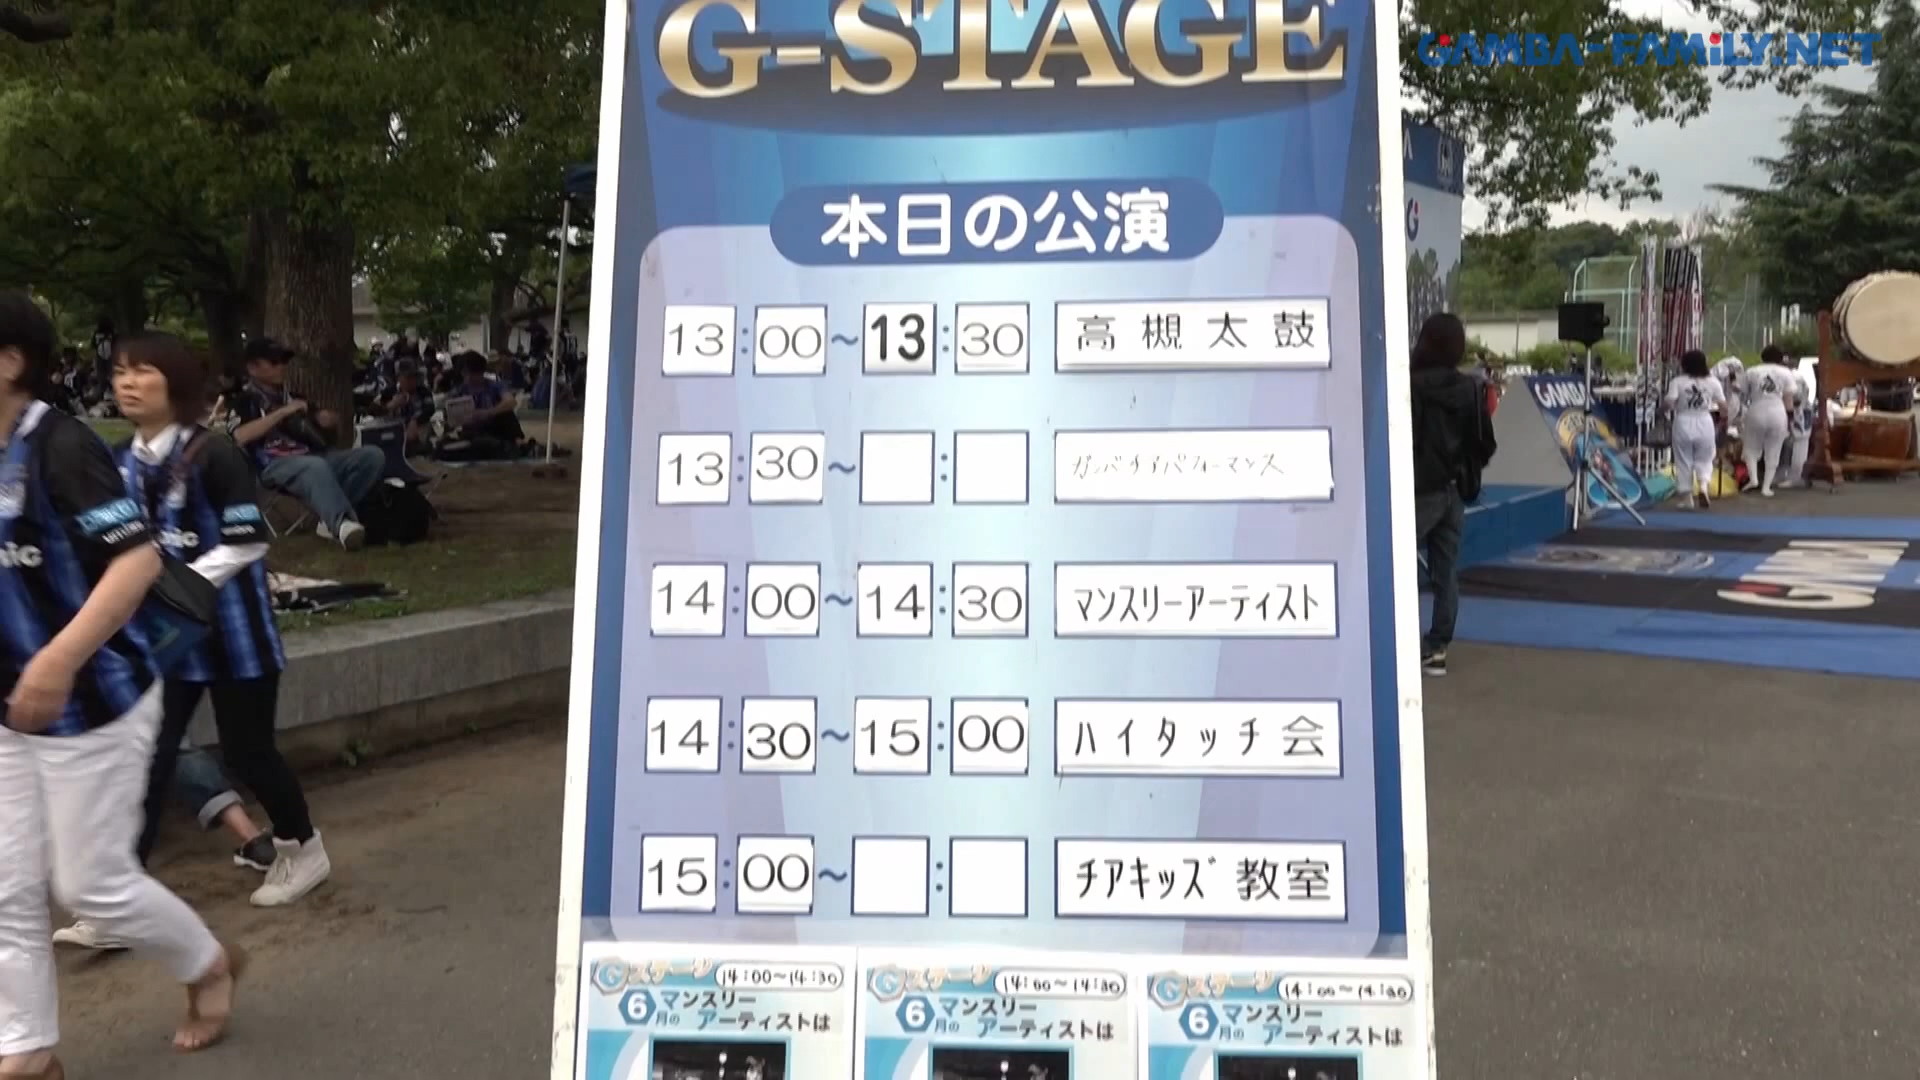 G-STAGE
GAMBA-FAMiLY.NET
本日の公演
13:00~13:30 高槻太鼓
13:30~ : ガンバチアパフォーマンス
14:00~14:30 マンスリーアーティスト
14:30~15:00 ハイタッチ会
15:00~ : チアキッズ教室
Gステージ 14:00~14:30
6月のマンスリーアーティストは
Gステージ 14:00~14:30
6月のマンスリーアーティストは
Gステージ 14:00~14:30
6月のマンスリーアーティストは
GAMBA